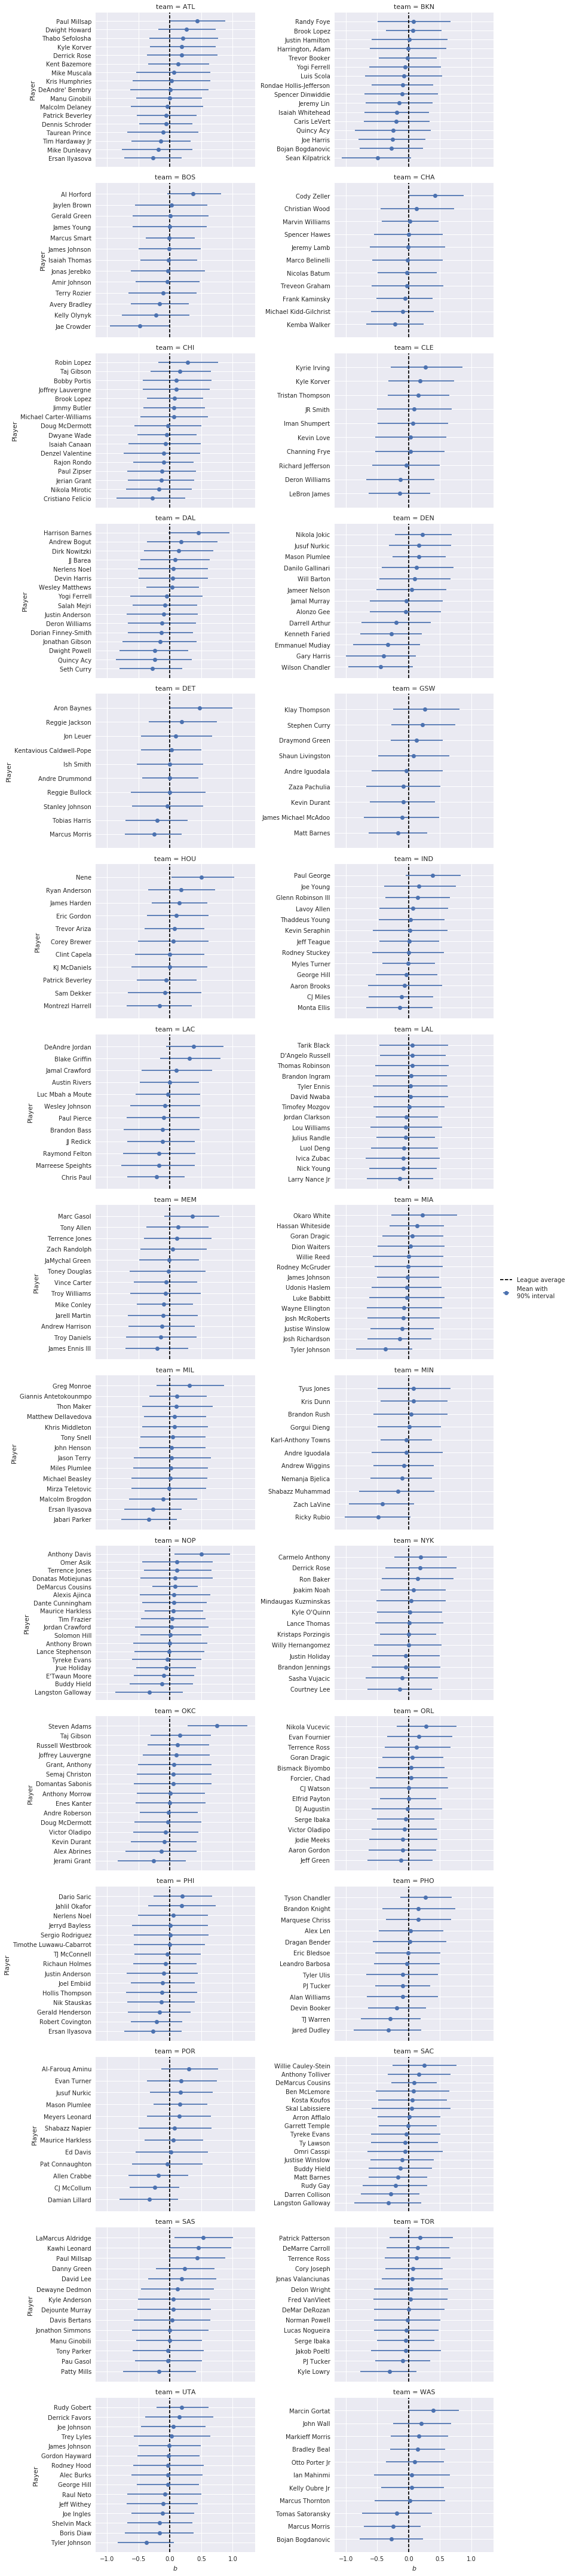 team = ATL
Player
Paul Millsap
Dwight Howard
Thabo Sefolosha
Kyle Korver
Derrick Rose
Kent Bazemore
Mike Muscala
Kris Humphries
DeAndre' Bembry
Manu Ginobili
Malcolm Delaney
Patrick Beverley
Dennis Schroder
Taurean Prince
Tim Hardaway Jr
Mike Dunleavy
Ersan Ilyasova
team = BKN
Randy Foye
Brook Lopez
Justin Hamilton
Harrington, Adam
Trevor Booker
Yogi Ferrell
Luis Scola
Rondae Hollis-Jefferson
Spencer Dinwiddie
Jeremy Lin
Isaiah Whitehead
Caris LeVert
Quincy Acy
Joe Harris
Bojan Bogdanovic
Sean Kilpatrick
team = BOS
Player
Al Horford
Jaylen Brown
Gerald Green
James Young
Marcus Smart
James Johnson
Isaiah Thomas
Jonas Jerebko
Amir Johnson
Terry Rozier
Avery Bradley
Kelly Olynyk
Jae Crowder
team = CHA
Cody Zeller
Christian Wood
Marvin Williams
Spencer Hawes
Jeremy Lamb
Marco Belinelli
Nicolas Batum
Treveon Graham
Frank Kaminsky
Michael Kidd-Gilchrist
Kemba Walker
team = CHI
Player
Robin Lopez
Taj Gibson
Bobby Portis
Joffrey Lauvergne
Brook Lopez
Jimmy Butler
Michael Carter-Williams
Doug McDermott
Dwyane Wade
Isaiah Canaan
Denzel Valentine
Rajon Rondo
Paul Zipser
Jerian Grant
Nikola Mirotic
Cristiano Felicio
team = CLE
Kyrie Irving
Kyle Korver
Tristan Thompson
JR Smith
Iman Shumpert
Kevin Love
Channing Frye
Richard Jefferson
Deron Williams
LeBron James
team = DAL
Player
Harrison Barnes
Andrew Bogut
Dirk Nowitzki
JJ Barea
Nerlens Noel
Devin Harris
Wesley Matthews
Yogi Ferrell
Salah Mejri
Justin Anderson
Deron Williams
Dorian Finney-Smith
Jonathan Gibson
Dwight Powell
Quincy Acy
Seth Curry
team = DEN
Nikola Jokic
Jusuf Nurkic
Mason Plumlee
Danilo Gallinari
Will Barton
Jameer Nelson
Jamal Murray
Alonzo Gee
Darrell Arthur
Kenneth Faried
Emmanuel Mudiay
Gary Harris
Wilson Chandler
team = DET
Player
Aron Baynes
Reggie Jackson
Jon Leuer
Kentavious Caldwell-Pope
Ish Smith
Andre Drummond
Reggie Bullock
Stanley Johnson
Tobias Harris
Marcus Morris
team = GSW
Klay Thompson
Stephen Curry
Draymond Green
Shaun Livingston
Andre Iguodala
Zaza Pachulia
Kevin Durant
James Michael McAdoo
Matt Barnes
team = HOU
Player
Nene
Ryan Anderson
James Harden
Eric Gordon
Trevor Ariza
Corey Brewer
Clint Capela
KJ McDaniels
Patrick Beverley
Sam Dekker
Montrezl Harrell
team = IND
Paul George
Joe Young
Glenn Robinson III
Lavoy Allen
Thaddeus Young
Kevin Seraphin
Jeff Teague
Rodney Stuckey
Myles Turner
George Hill
Aaron Brooks
CJ Miles
Monta Ellis
team = LAC
Player
DeAndre Jordan
Blake Griffin
Jamal Crawford
Austin Rivers
Luc Mbah a Moute
Wesley Johnson
Paul Pierce
Brandon Bass
JJ Redick
Raymond Felton
Marreese Speights
Chris Paul
team = LAL
Tarik Black
D'Angelo Russell
Thomas Robinson
Brandon Ingram
Tyler Ennis
David Nwaba
Timofey Mozgov
Jordan Clarkson
Lou Williams
Julius Randle
Luol Deng
Ivica Zubac
Nick Young
Larry Nance Jr
team = MEM
Player
Marc Gasol
Tony Allen
Terrence Jones
Zach Randolph
JaMychal Green
Toney Douglas
Vince Carter
Troy Williams
Mike Conley
Jarell Martin
Andrew Harrison
Troy Daniels
James Ennis III
team = MIA
Okaro White
Hassan Whiteside
Goran Dragic
Dion Waiters
Willie Reed
Rodney McGruder
James Johnson
Udonis Haslem
Luke Babbitt
Wayne Ellington
Josh McRoberts
Justise Winslow
Josh Richardson
Tyler Johnson
League average
Mean with
90% interval
team = MIL
Player
Greg Monroe
Giannis Antetokounmpo
Thon Maker
Matthew Dellavedova
Khris Middleton
Tony Snell
John Henson
Jason Terry
Miles Plumlee
Michael Beasley
Mirza Teletovic
Malcolm Brogdon
Ersan Ilyasova
Jabari Parker
team = MIN
Tyus Jones
Kris Dunn
Brandon Rush
Gorgui Dieng
Karl-Anthony Towns
Andre Iguodala
Andrew Wiggins
Nemanja Bjelica
Shabazz Muhammad
Zach LaVine
Ricky Rubio
team = NOP
Player
Anthony Davis
Omer Asik
Terrence Jones
Donatas Motiejunas
DeMarcus Cousins
Alexis Ajinca
Dante Cunningham
Maurice Harkless
Tim Frazier
Jordan Crawford
Solomon Hill
Anthony Brown
Lance Stephenson
Tyreke Evans
Jrue Holiday
E'Twaun Moore
Buddy Hield
Langston Galloway
team = NYK
Carmelo Anthony
Derrick Rose
Ron Baker
Joakim Noah
Mindaugas Kuzminskas
Kyle O'Quinn
Lance Thomas
Kristaps Porzingis
Willy Hernangomez
Justin Holiday
Brandon Jennings
Sasha Vujacic
Courtney Lee
team = OKC
Player
Steven Adams
Taj Gibson
Russell Westbrook
Joffrey Lauvergne
Grant, Anthony
Semaj Christon
Domantas Sabonis
Anthony Morrow
Enes Kanter
Andre Roberson
Doug McDermott
Victor Oladipo
Kevin Durant
Alex Abrines
Jerami Grant
team = ORL
Nikola Vucevic
Evan Fournier
Terrence Ross
Goran Dragic
Bismack Biyombo
Forcier, Chad
CJ Watson
Elfrid Payton
DJ Augustin
Serge Ibaka
Victor Oladipo
Jodie Meeks
Aaron Gordon
Jeff Green
team = PHI
Player
Dario Saric
Jahlil Okafor
Nerlens Noel
Jerryd Bayless
Sergio Rodriguez
Timothe Luwawu-Cabarrot
TJ McConnell
Richaun Holmes
Justin Anderson
Joel Embiid
Hollis Thompson
Nik Stauskas
Gerald Henderson
Robert Covington
Ersan Ilyasova
team = PHO
Tyson Chandler
Brandon Knight
Marquese Chriss
Alex Len
Dragan Bender
Eric Bledsoe
Leandro Barbosa
Tyler Ulis
PJ Tucker
Alan Williams
Devin Booker
TJ Warren
Jared Dudley
team = POR
Player
Al-Farouq Aminu
Evan Turner
Jusuf Nurkic
Mason Plumlee
Meyers Leonard
Shabazz Napier
Maurice Harkless
Ed Davis
Pat Connaughton
Allen Crabbe
CJ McCollum
Damian Lillard
team = SAC
Willie Cauley-Stein
Anthony Tolliver
DeMarcus Cousins
Ben McLemore
Kosta Koufos
Skal Labissiere
Arron Afflalo
Garrett Temple
Tyreke Evans
Ty Lawson
Omri Casspi
Justise Winslow
Buddy Hield
Matt Barnes
Rudy Gay
Darren Collison
Langston Galloway
team = SAS
Player
LaMarcus Aldridge
Kawhi Leonard
Paul Millsap
Danny Green
David Lee
Dewayne Dedmon
Kyle Anderson
Dejounte Murray
Davis Bertans
Jonathon Simmons
Manu Ginobili
Tony Parker
Pau Gasol
Patty Mills
team = TOR
Patrick Patterson
DeMarre Carroll
Terrence Ross
Cory Joseph
Jonas Valanciunas
Delon Wright
Fred VanVleet
DeMar DeRozan
Norman Powell
Lucas Nogueira
Serge Ibaka
Jakob Poeltl
PJ Tucker
Kyle Lowry
team = UTA
Player
Rudy Gobert
Derrick Favors
Joe Johnson
Trey Lyles
James Johnson
Gordon Hayward
Rodney Hood
Alec Burks
George Hill
Raul Neto
Jeff Withey
Joe Ingles
Shelvin Mack
Boris Diaw
Tyler Johnson
−1.0 −0.5 0.0 0.5 1.0
b
team = WAS
Marcin Gortat
John Wall
Markieff Morris
Bradley Beal
Otto Porter Jr
Ian Mahinmi
Kelly Oubre Jr
Marcus Thornton
Tomas Satoransky
Marcus Morris
Bojan Bogdanovic
−1.0 −0.5 0.0 0.5 1.0
b